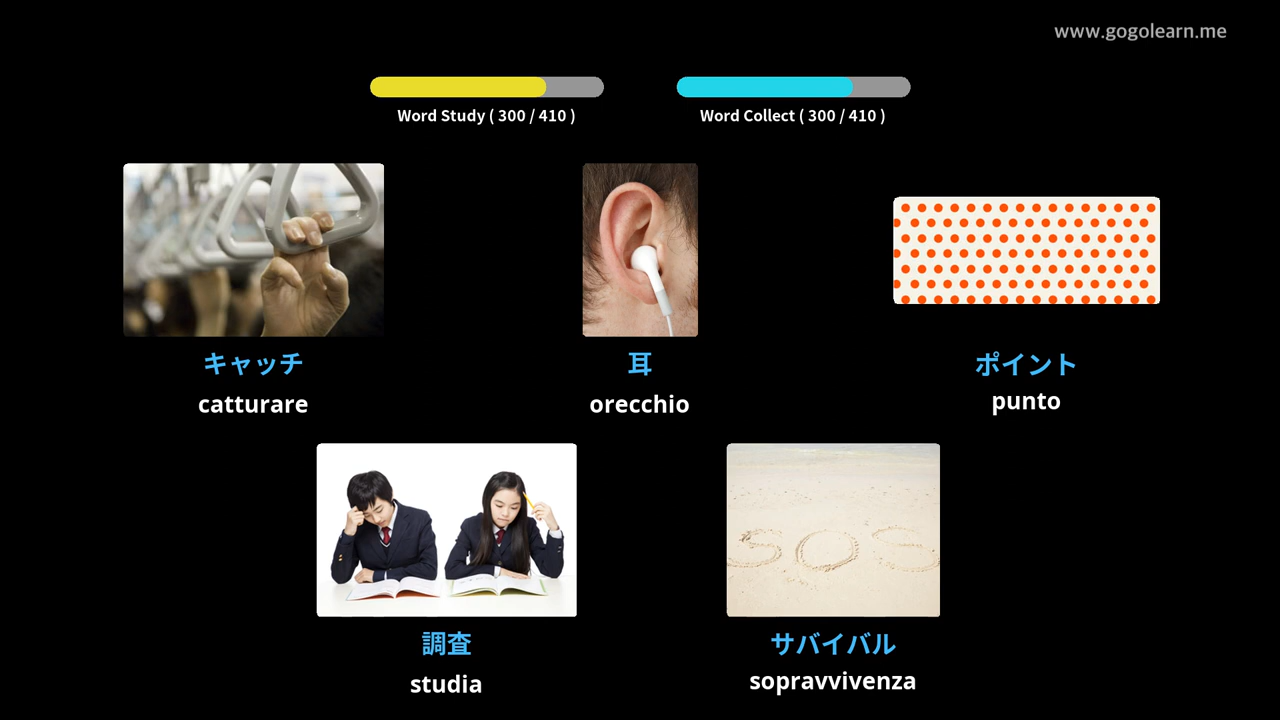 www.gogolearn.me
Word Study ( 300 / 410 )
Word Collect ( 300 / 410 )
キャッチ
耳
ポイント
catturare
orecchio
punto
SOS
調査
サバイバル
studia
sopravvivenza